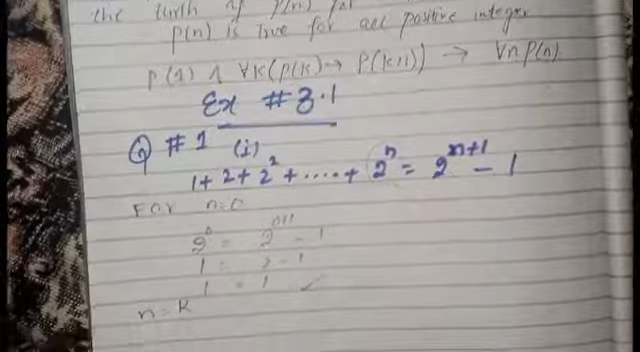 the truth of P(n) for
P(n) is True for all positive integer
P(1) ∧ ∀K(P(K) → P(K+1)) → ∀n P(n)
Ex #3.1
Q #1 (i)
1+2+2²+.....+2ⁿ = 2ⁿ⁺¹ - 1
FOR n=0
2⁰ = 2⁰⁺¹ - 1
1 = 2-1
1 = 1 ✓
n=K